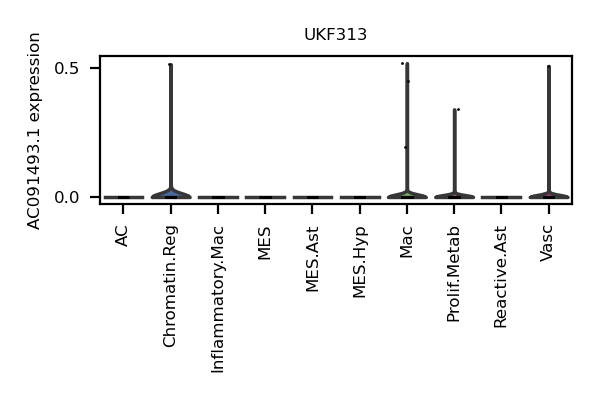 UKF313
AC091493.1 expression
0.5
0.0
AC
Chromatin.Reg
Inflammatory.Mac
MES
MES.Ast
MES.Hyp
Mac
Prolif.Metab
Reactive.Ast
Vasc